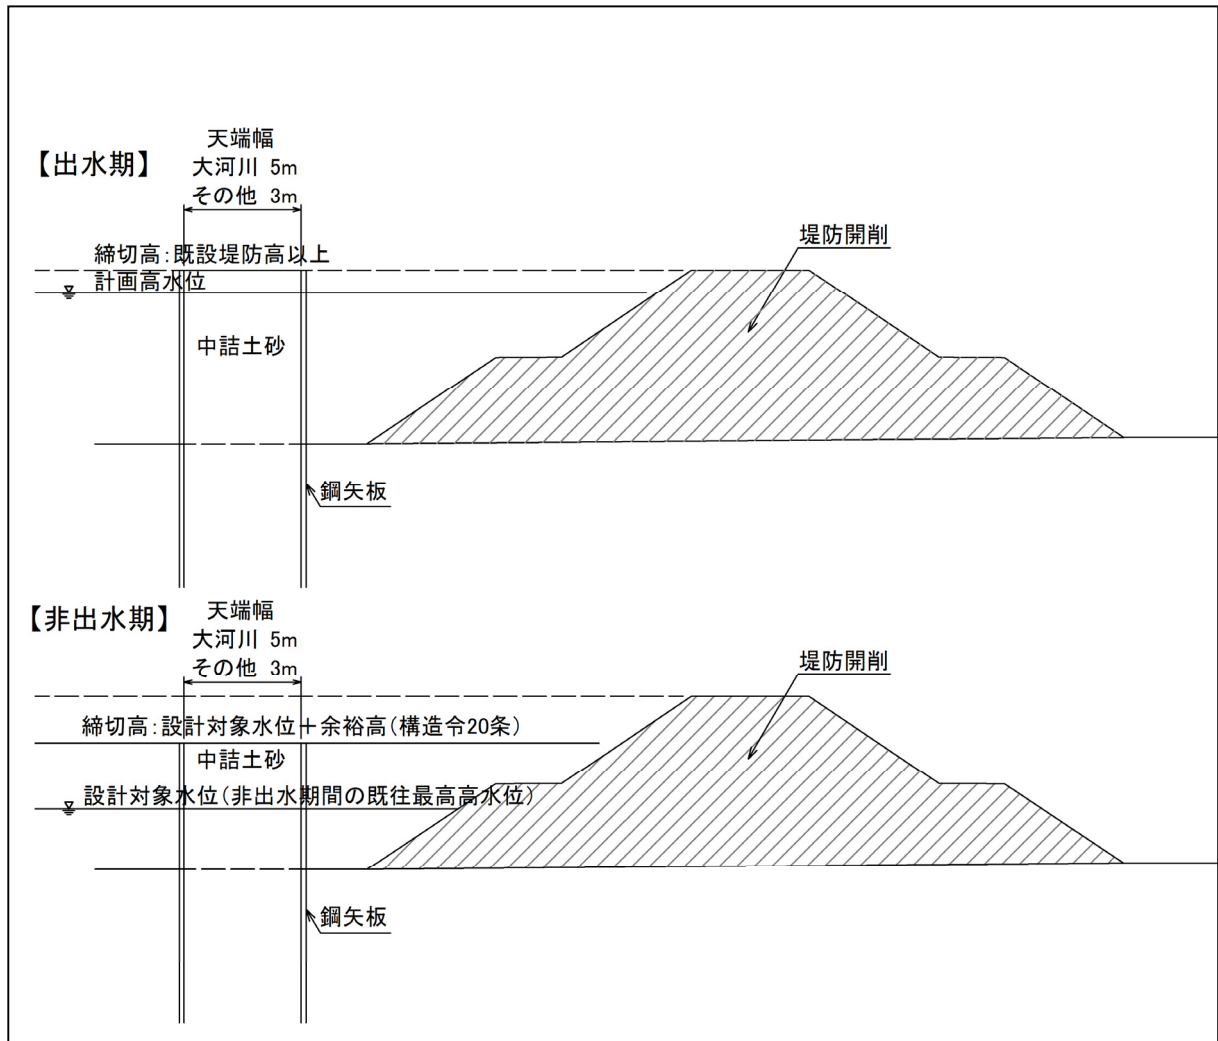 【出水期】
天端幅
大河川 5m
その他 3m
締切高:既設堤防高以上
計画高水位
中詰土砂
堤防開削
鋼矢板
【非出水期】
天端幅
大河川 5m
その他 3m
堤防開削
締切高:設計対象水位+余裕高(構造令20条)
中詰土砂
設計対象水位(非出水期間の既往最高高水位)
鋼矢板